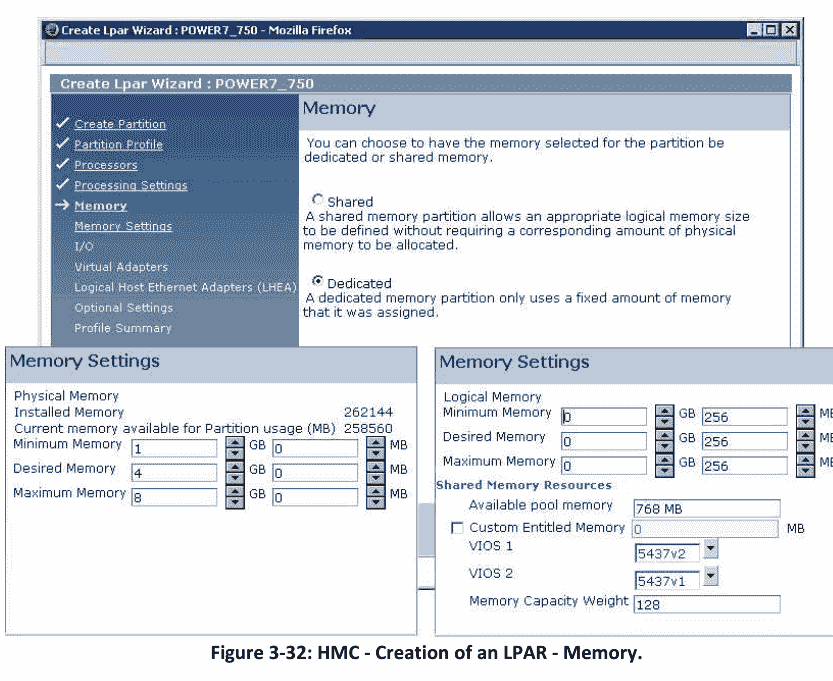 Create Lpar Wizard : POWER7_750 - Mozilla Firefox
Create Lpar Wizard : POWER7_750
Create Partition
Partition Profile
Processors
Processing Settings
Memory
Memory Settings
I/O
Virtual Adapters
Logical Host Ethernet Adapters (LHEA)
Optional Settings
Profile Summary
Memory
You can choose to have the memory selected for the partition be
dedicated or shared memory.
Shared
A shared memory partition allows an appropriate logical memory size
to be defined without requiring a corresponding amount of physical
memory to be allocated.
Dedicated
A dedicated memory partition only uses a fixed amount of memory
that it was assigned.
Memory Settings
Physical Memory
Installed Memory 262144
Current memory available for Partition usage (MB) 258560
Minimum Memory 1 GB 0 MB
Desired Memory 4 GB 0 MB
Maximum Memory 8 GB 0 MB
Memory Settings
Logical Memory
Minimum Memory 0 GB 256 MB
Desired Memory 0 GB 256 MB
Maximum Memory 0 GB 256 MB
Shared Memory Resources
Available pool memory 768 MB
Custom Entitled Memory 0 MB
VIOS 1 5437v2
VIOS 2 5437v1
Memory Capacity Weight 128
Figure 3-32: HMC - Creation of an LPAR - Memory.